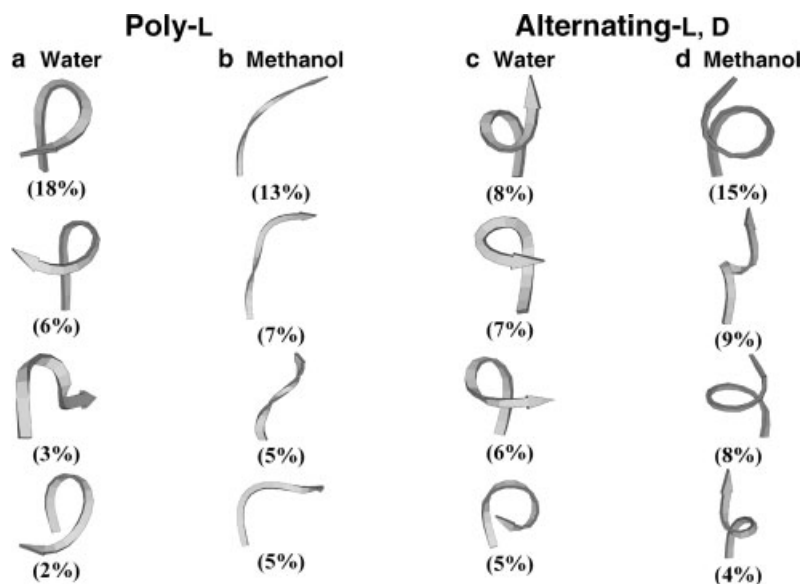 Poly-L Alternating-L, D
a Water b Methanol c Water d Methanol
(18%) (13%) (8%) (15%)
(6%) (7%) (7%) (9%)
(3%) (5%) (6%) (8%)
(2%) (5%) (5%) (4%)